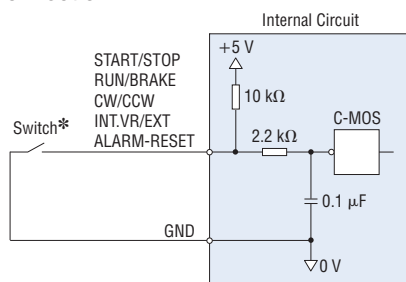 Internal Circuit
+5 V
START/STOP
RUN/BRAKE
CW/CCW
INT.VR/EXT
ALARM-RESET
10 kΩ
C-MOS
Switch*
2.2 kΩ
0.1 µF
GND
0 V